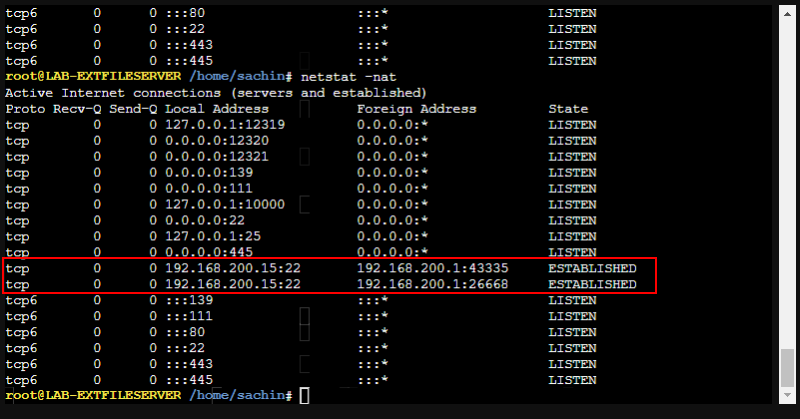 tcp6 0 0 :::80 :::* LISTEN
tcp6 0 0 :::22 :::* LISTEN
tcp6 0 0 :::443 :::* LISTEN
tcp6 0 0 :::445 :::* LISTEN
root@LAB-EXTFILESERVER /home/sachin# netstat -nat
Active Internet connections (servers and established)
Proto Recv-Q Send-Q Local Address Foreign Address State
tcp 0 0 127.0.0.1:12319 0.0.0.0:* LISTEN
tcp 0 0 0.0.0.0:12320 0.0.0.0:* LISTEN
tcp 0 0 0.0.0.0:12321 0.0.0.0:* LISTEN
tcp 0 0 0.0.0.0:139 0.0.0.0:* LISTEN
tcp 0 0 0.0.0.0:111 0.0.0.0:* LISTEN
tcp 0 0 127.0.0.1:10000 0.0.0.0:* LISTEN
tcp 0 0 0.0.0.0:22 0.0.0.0:* LISTEN
tcp 0 0 127.0.0.1:25 0.0.0.0:* LISTEN
tcp 0 0 0.0.0.0:445 0.0.0.0:* LISTEN
tcp 0 0 192.168.200.15:22 192.168.200.1:43335 ESTABLISHED
tcp 0 0 192.168.200.15:22 192.168.200.1:26668 ESTABLISHED
tcp6 0 0 :::139 :::* LISTEN
tcp6 0 0 :::111 :::* LISTEN
tcp6 0 0 :::80 :::* LISTEN
tcp6 0 0 :::22 :::* LISTEN
tcp6 0 0 :::443 :::* LISTEN
tcp6 0 0 :::445 :::* LISTEN
root@LAB-EXTFILESERVER /home/sachin#